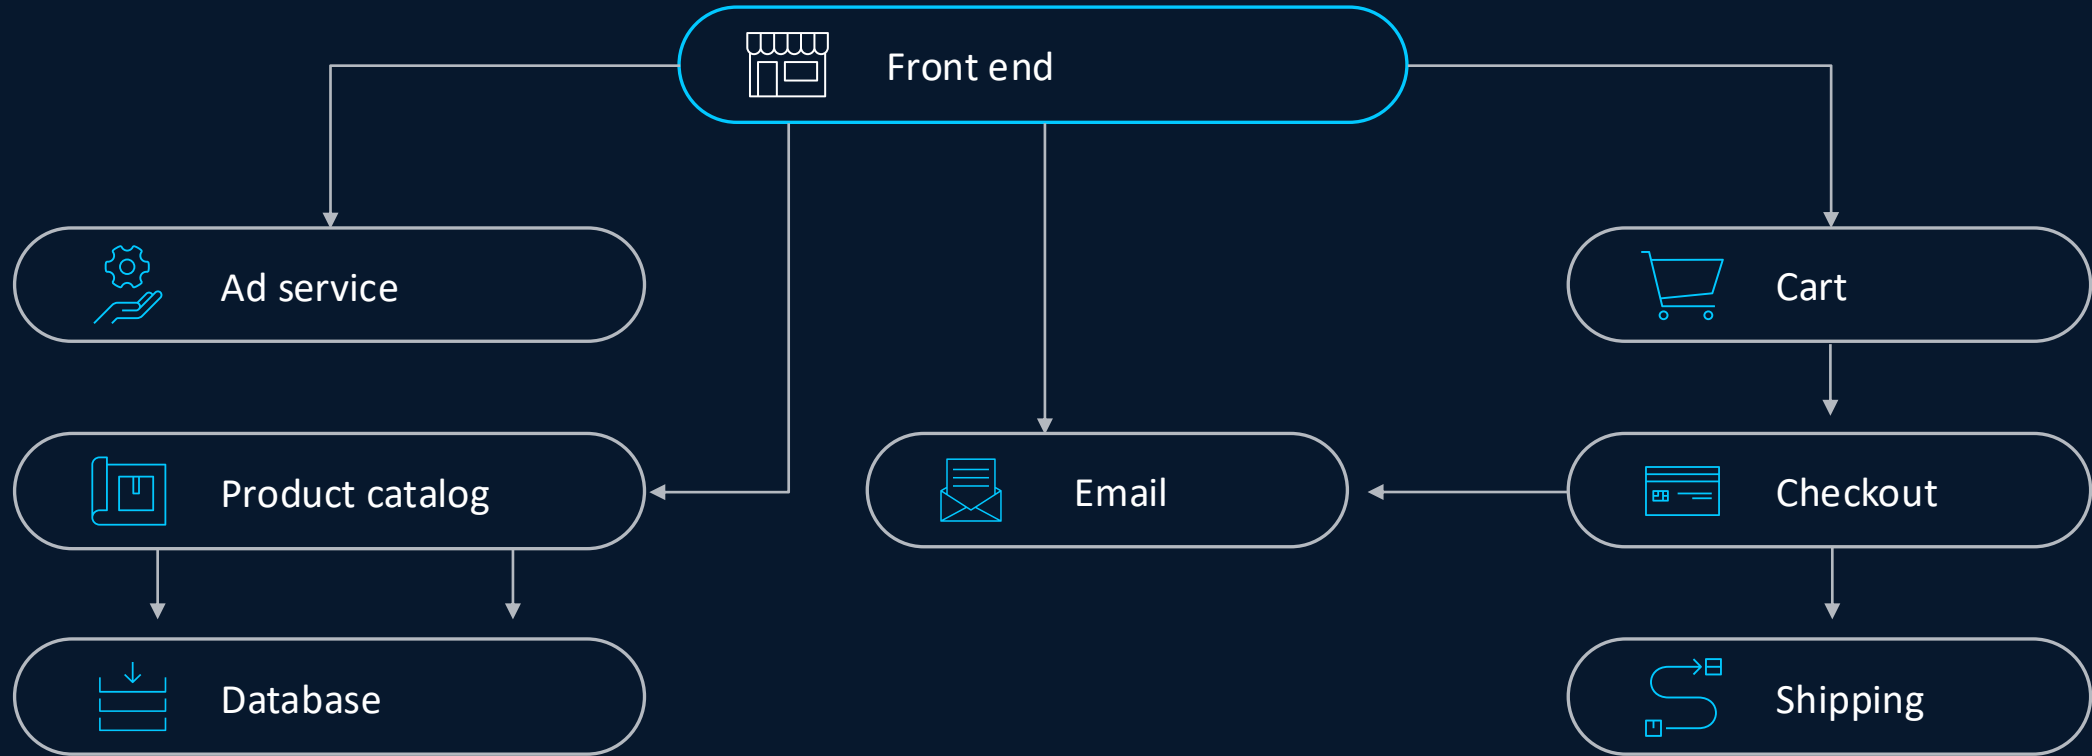 Front end
Ad service
Cart
Product catalog
Email
Checkout
Database
Shipping